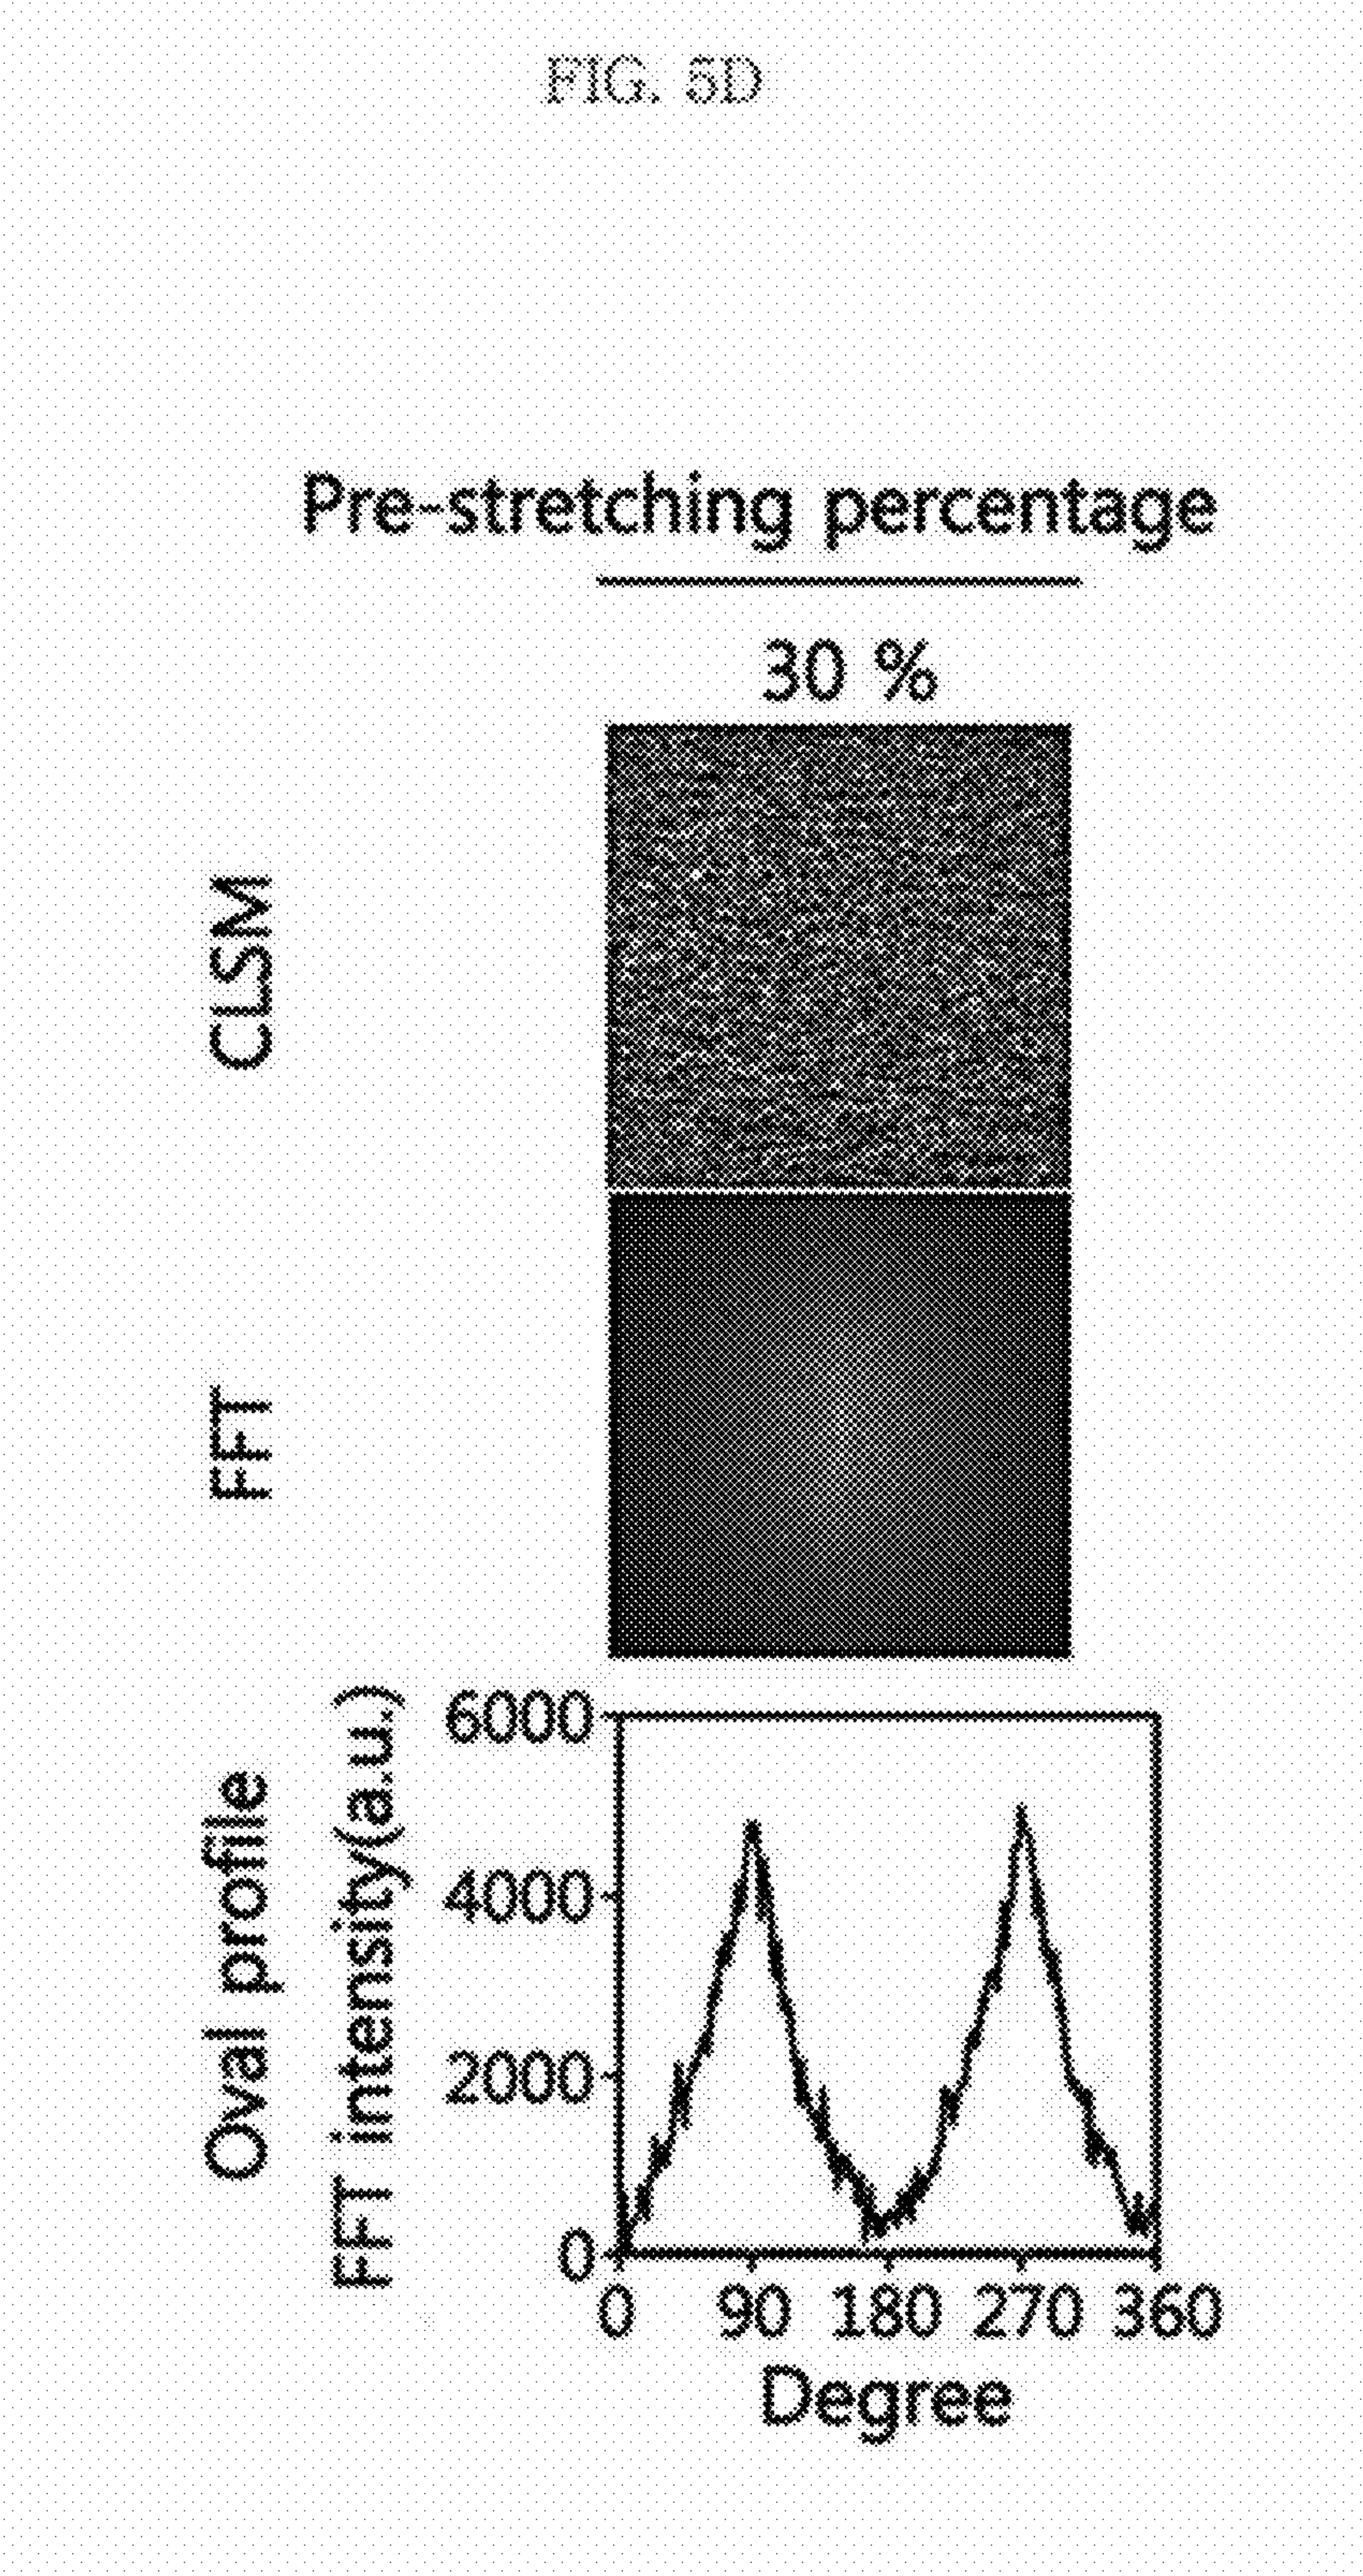 FIG. 5D
Pre-stretching percentage
30 %
CLSM
FFT
Oval profile
FFT intensity(a.u.)
6000
4000
2000
0
0 90 180 270 360
Degree